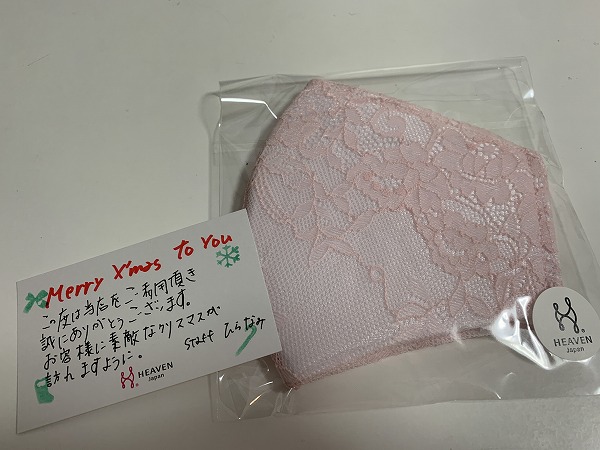 Merry X'mas to You
この度は当店をご利用頂き
誠にありがとうございます。
お客様に素敵なクリスマスが
訪れますように。
staff ひらなみ
HEAVEN
Japan
HEAVEN
Japan